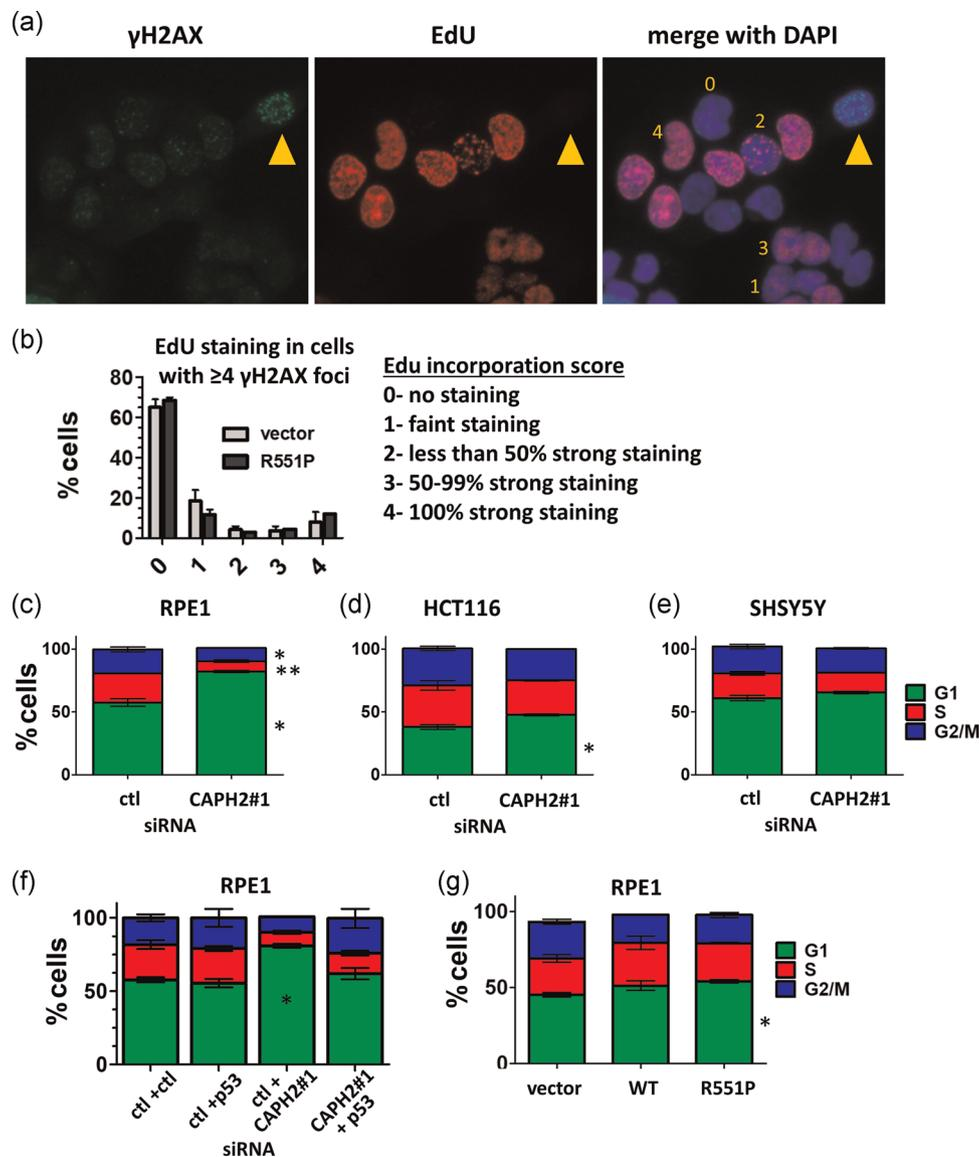 (a)
γH2AX EdU merge with DAPI
0
4 2
3
1
(b)
EdU staining in cells
with ≥4 γH2AX foci
80
60
40
20
0
% cells
vector
R551P
0 1 2 3 4
Edu incorporation score
0- no staining
1- faint staining
2- less than 50% strong staining
3- 50-99% strong staining
4- 100% strong staining
(c) RPE1
100
50
0
% cells
*
**
*
ctl CAPH2#1
siRNA
(d) HCT116
100
50
0
*
ctl CAPH2#1
siRNA
(e) SHSY5Y
100
50
0
ctl CAPH2#1
siRNA
G1
S
G2/M
(f) RPE1
100
50
0
% cells
*
ctl +ctl
ctl +p53
ctl +
CAPH2#1
CAPH2#1
+ p53
siRNA
(g) RPE1
100
50
0
% cells
*
vector WT R551P
G1
S
G2/M